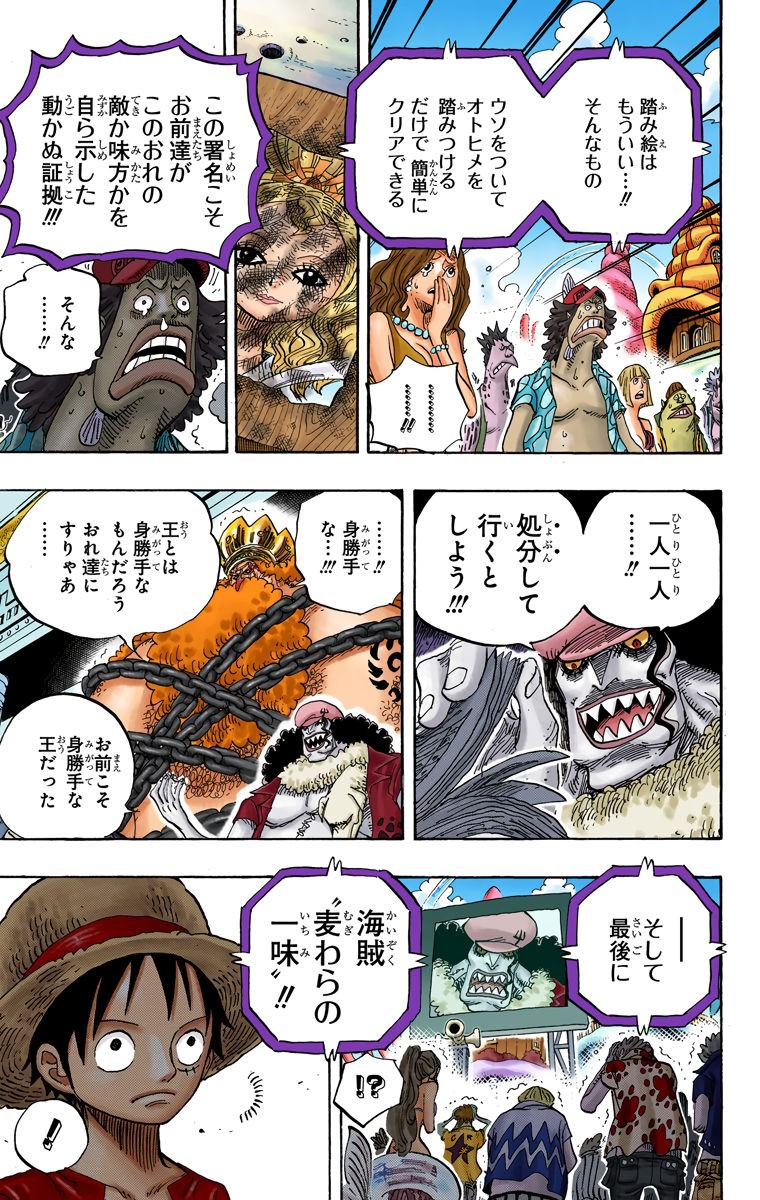 踏み絵は
もういい…‼
そんなもの
ウソをついて
オトヒメを
踏みつける
だけで簡単に
クリアできる
…………
…………‼
この署名こそ
お前達が
このおれの
敵か味方かを
自ら示した
動かぬ証拠‼!
そんな
……‼
一人一人
……‼
処分して
行くと
しよう‼!
……‼
身勝手
な…‼!
王とは
身勝手な
もんだろう
おれ達に
すりゃあ
……
お前こそ
身勝手な
王だった
――
そして
最後に
海賊
〝麦わらの
一味〟‼
!?
!